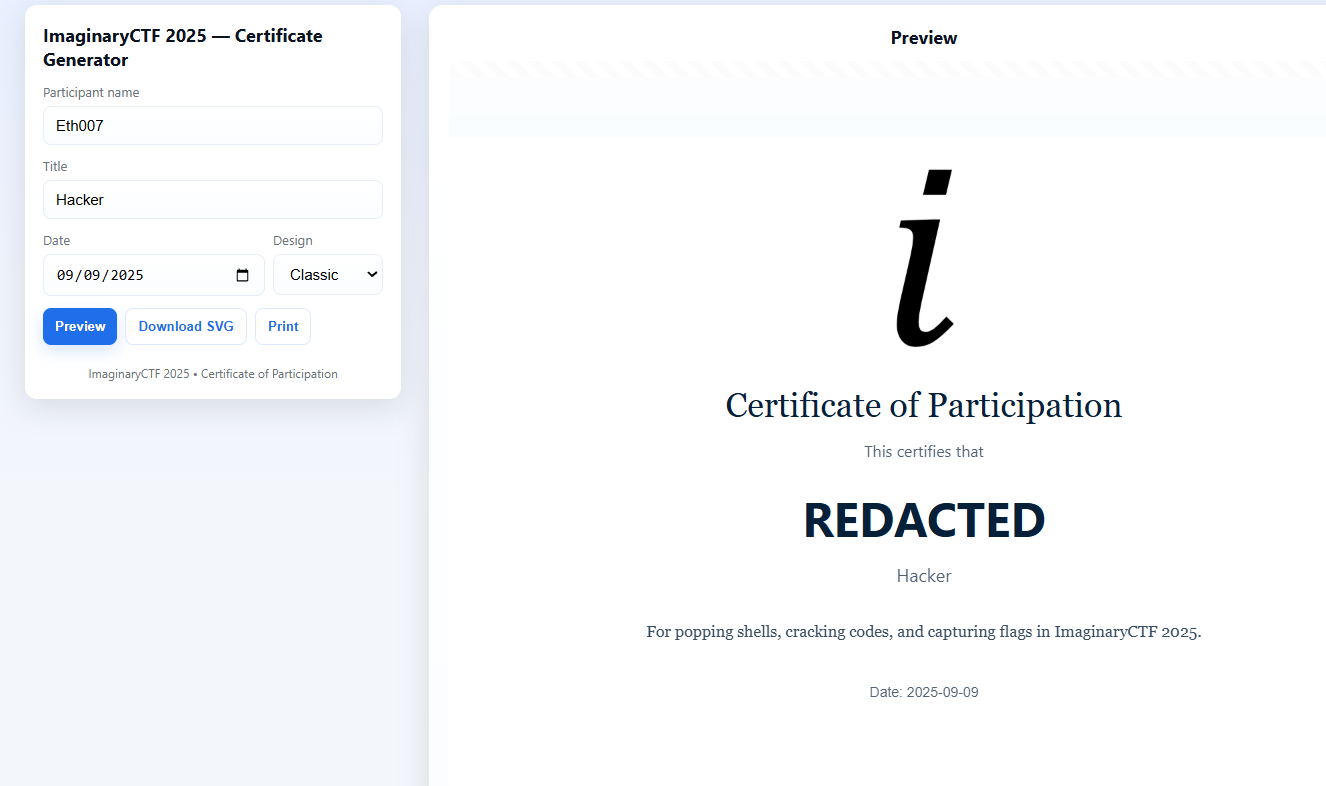 ImaginaryCTF 2025 — Certificate
Generator
Participant name
Eth007
Title
Hacker
Date
Design
09/09/2025
Classic
Preview
Download SVG
Print
ImaginaryCTF 2025 • Certificate of Participation
Preview
i
Certificate of Participation
This certifies that
REDACTED
Hacker
For popping shells, cracking codes, and capturing flags in ImaginaryCTF 2025.
Date: 2025-09-09